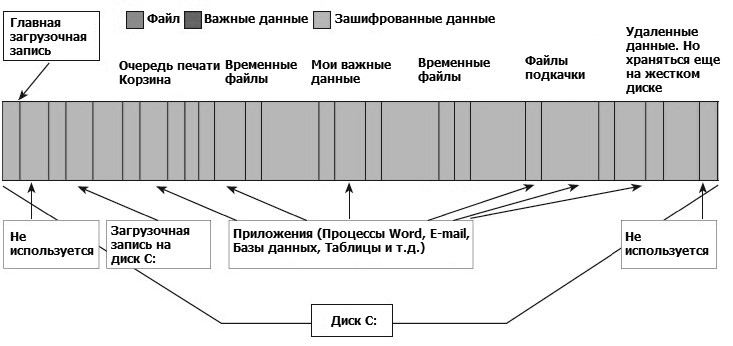 Файл
Важные данные
Зашифрованные данные
Главная
загрузочная
запись
Очередь печати
Корзина
Временные
файлы
Мои важные
данные
Временные
файлы
Файлы
подкачки
Удаленные
данные. Но
храняться еще
на жестком
диске
Не
используется
Загрузочная
запись на
диск C:
Приложения (Процессы Word, E-mail,
Базы данных, Таблицы и т.д.)
Не
используется
Диск C: